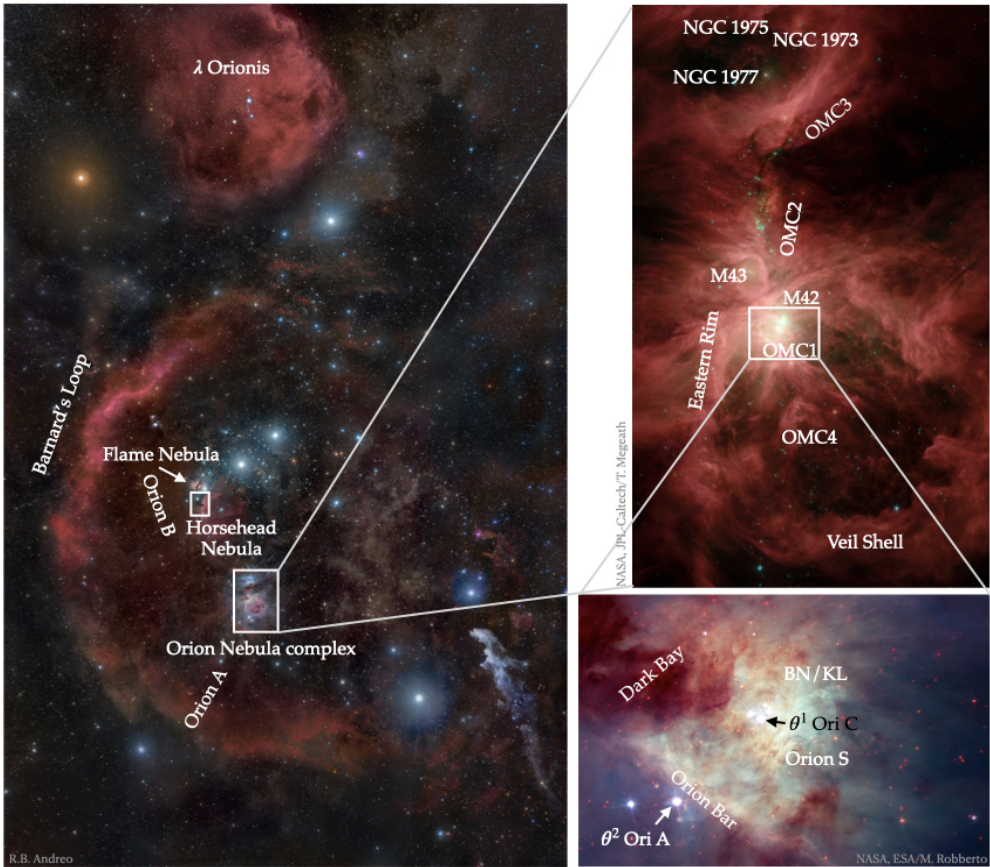 λ Orionis
Barnard's Loop
Flame Nebula
Orion B
Horsehead
Nebula
Orion Nebula complex
Orion A
R.B. Andreo
NGC 1975
NGC 1973
NGC 1977
OMC3
OMC2
M43
M42
Eastern Rim
OMC1
OMC4
Veil Shell
NASA, JPL-Caltech/T. Megeath
Dark Bay
BN/KL
θ¹ Ori C
Orion S
Orion Bar
θ² Ori A
NASA, ESA/M. Robberto